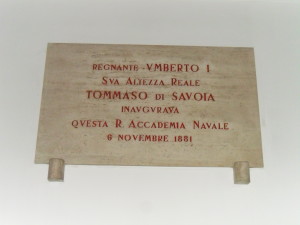 REGNANTE · VMBERTO I
SVA ALTEZZA REALE
TOMMASO DI SAVOIA
INAVGVRAVA
QVESTA R. ACCADEMIA NAVALE
6 NOVEMBRE 1881